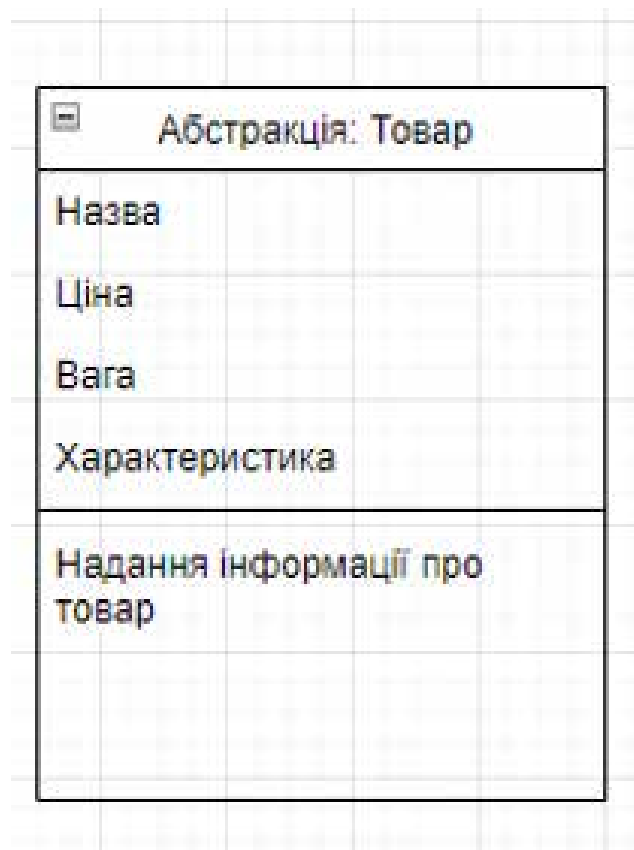 Абстракція: Товар
Назва
Ціна
Вага
Характеристика
Надання інформації про
товар